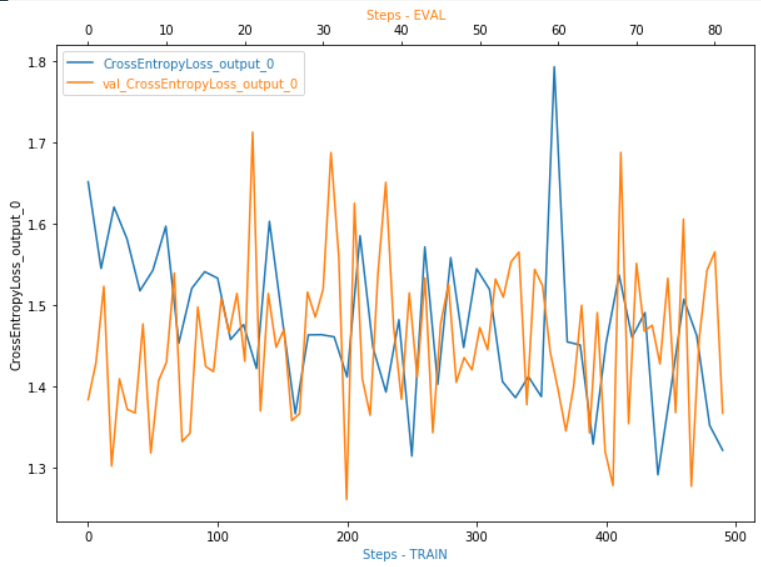 Steps - EVAL
0 10 20 30 40 50 60 70 80
CrossEntropyLoss_output_0
val_CrossEntropyLoss_output_0
CrossEntropyLoss_output_0
1.8
1.7
1.6
1.5
1.4
1.3
0 100 200 300 400 500
Steps - TRAIN